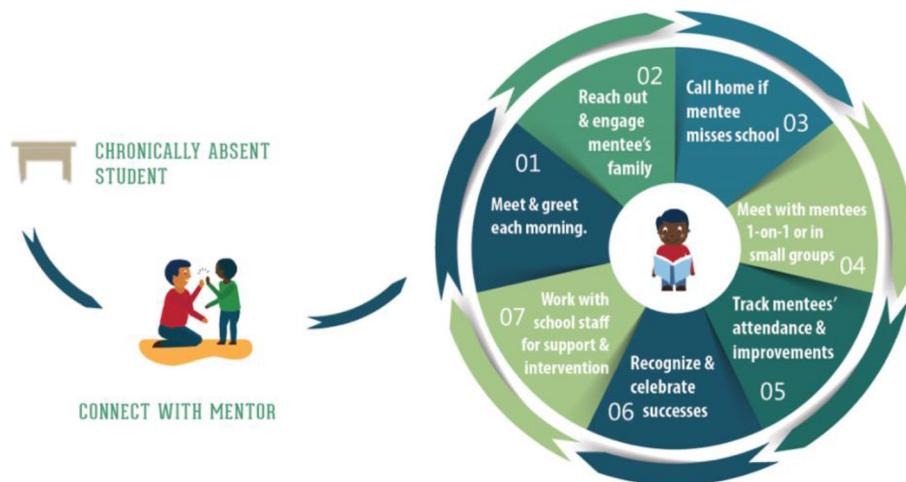 CHRONICALLY ABSENT
STUDENT
CONNECT WITH MENTOR
01
Meet & greet
each morning.
02
Reach out
& engage
mentee's
family
Call home if
mentee
misses school
03
Meet with mentees
1-on-1 or in
small groups
04
Track mentees'
attendance &
improvements
05
Recognize &
celebrate
06 successes
Work with
07 school staff
for support &
intervention